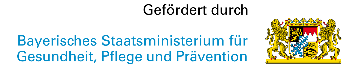 Gefördert durch
Bayerisches Staatsministerium für
Gesundheit, Pflege und Prävention